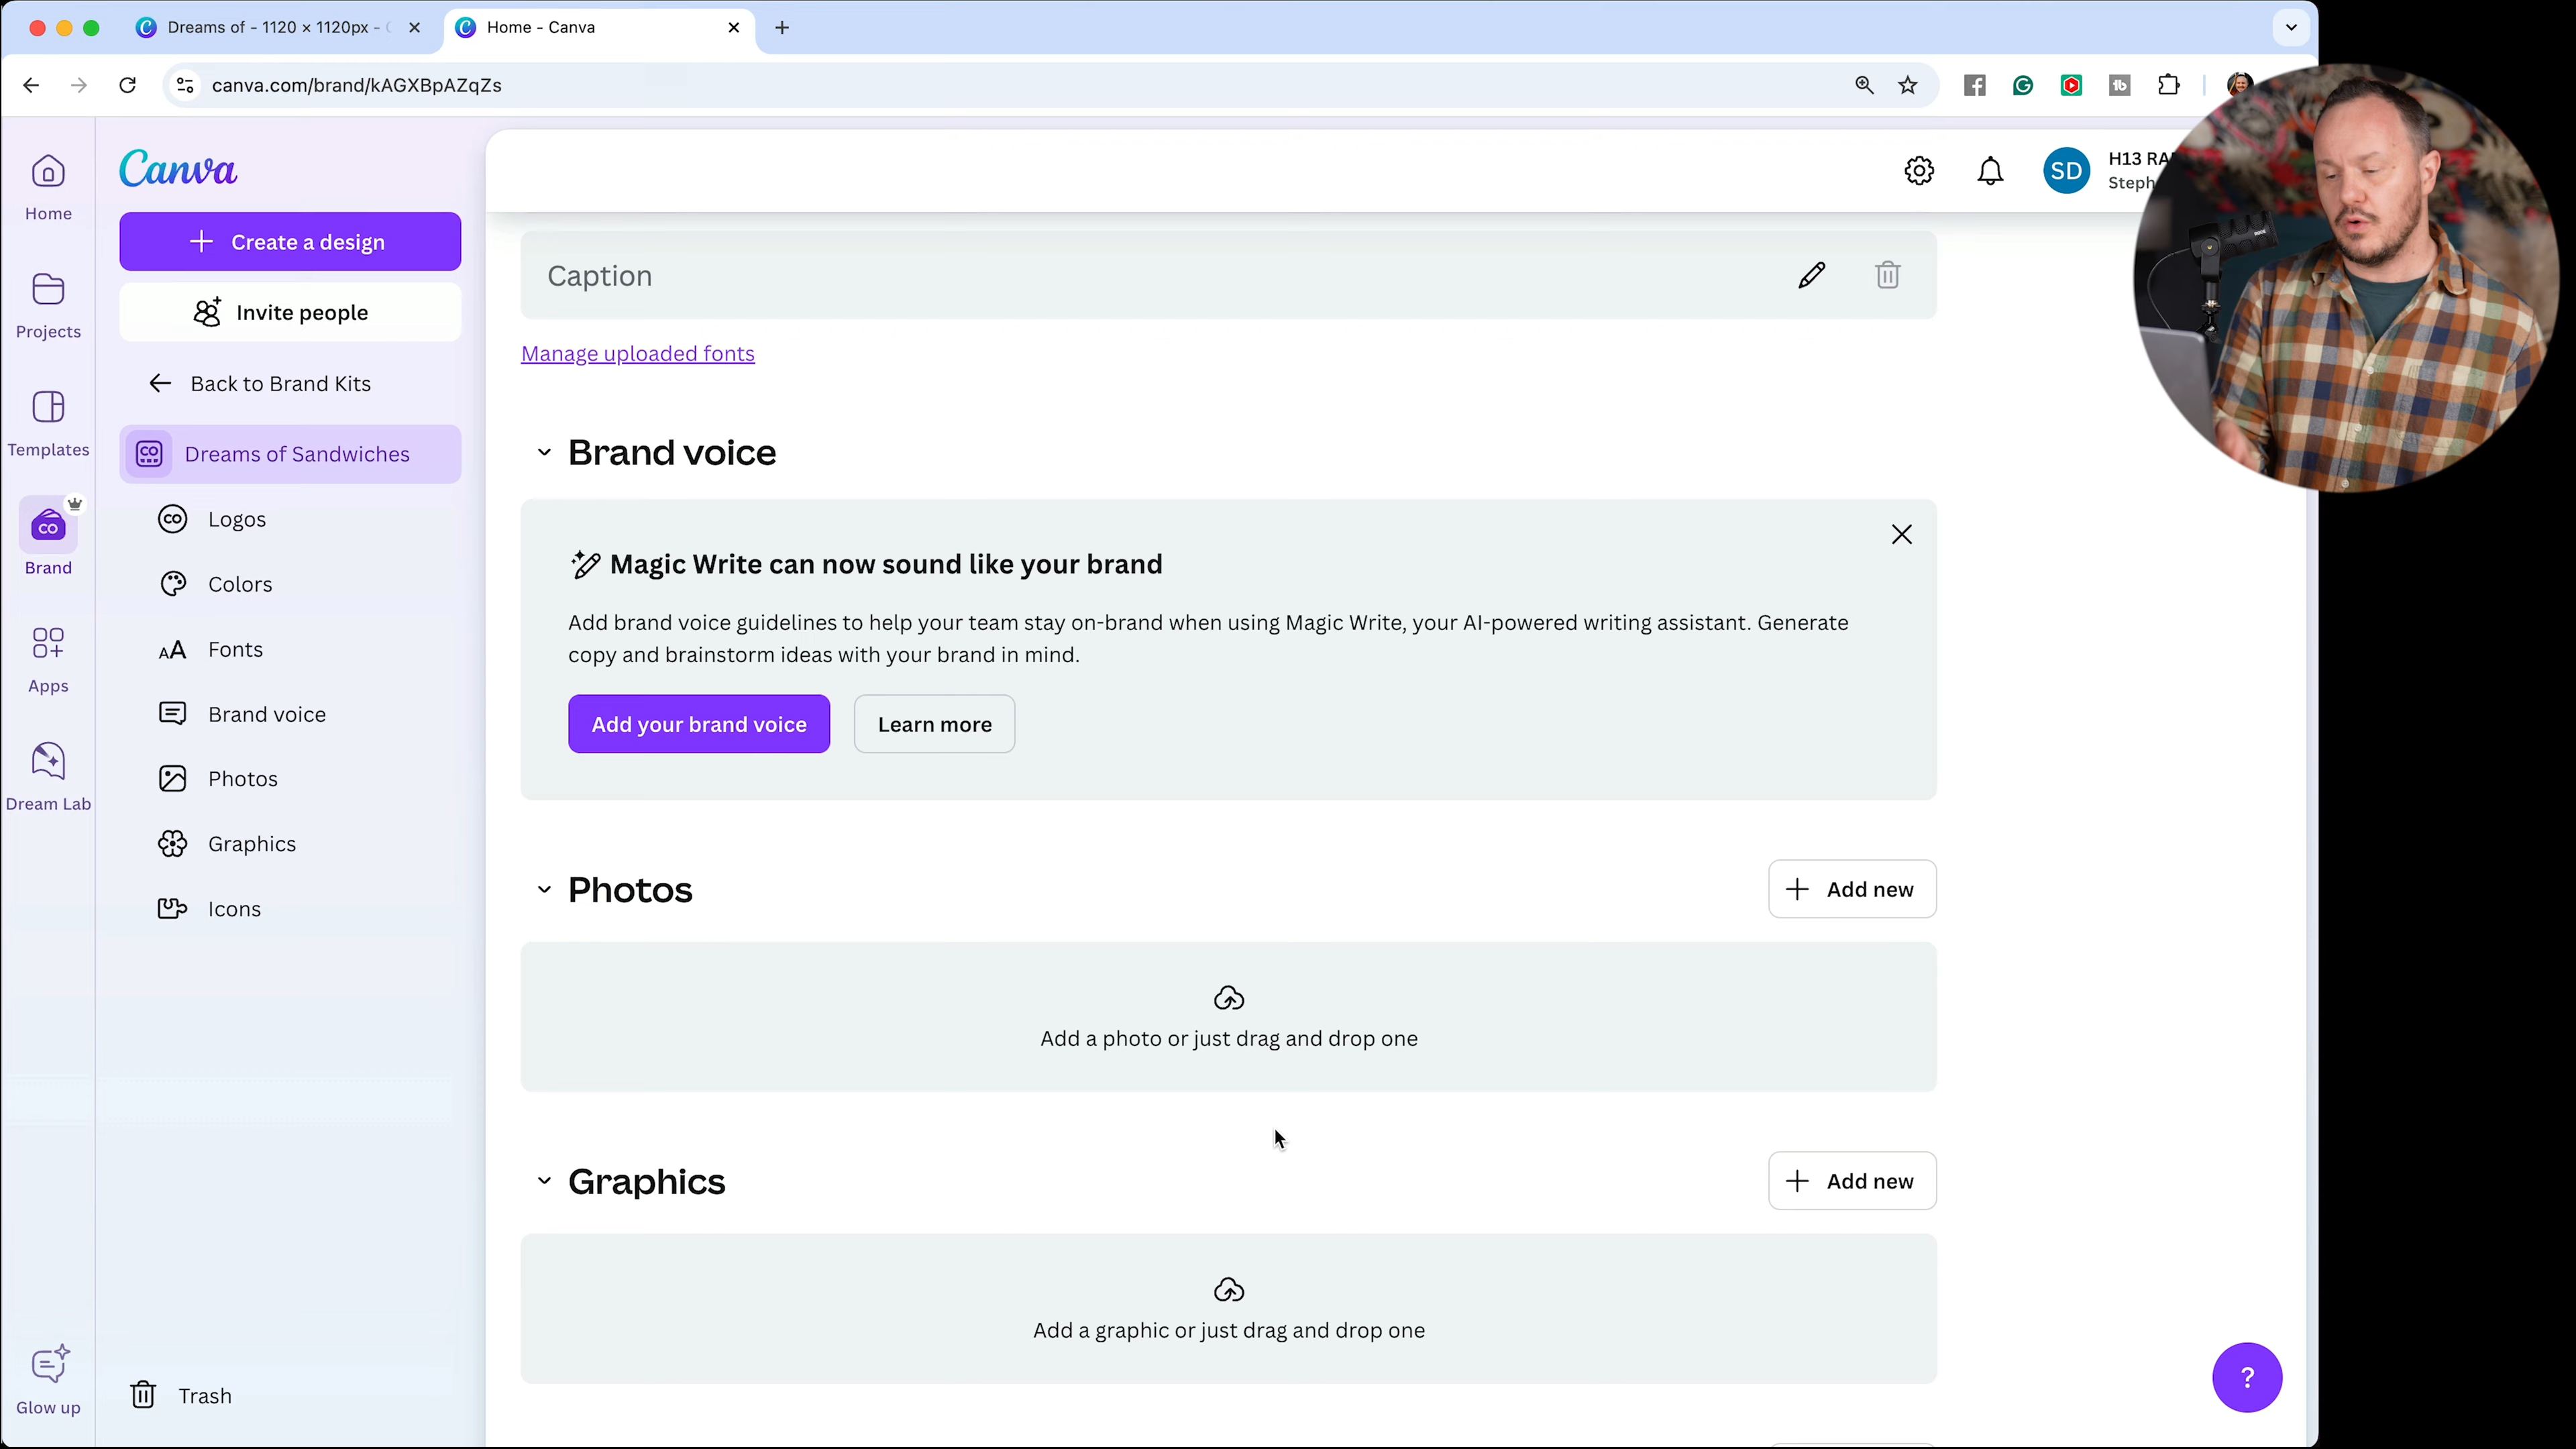 Dreams of - 1120 × 1120px -
Home - Canva
canva.com/brand/kAGXBpAZqZs
Canva
H13
SD
Create a design
Invite people
Back to Brand Kits
Dreams of Sandwiches
Logos
Colors
Fonts
Brand voice
Photos
Graphics
Icons
Trash
Home
Projects
Templates
Brand
Apps
Dream Lab
Glow up
Caption
Manage uploaded fonts
Brand voice
Magic Write can now sound like your brand
Add brand voice guidelines to help your team stay on-brand when using Magic Write, your AI-powered writing assistant. Generate
copy and brainstorm ideas with your brand in mind.
Add your brand voice
Learn more
Photos
Add new
Add a photo or just drag and drop one
Graphics
Add new
Add a graphic or just drag and drop one
?